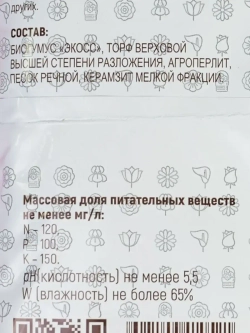 других.
СОСТАВ:
БИОГУМУС «ЭКОСС», ТОРФ ВЕРХОВОЙ
ВЫСШЕЙ СТЕПЕНИ РАЗЛОЖЕНИЯ, АГРОПЕРЛИТ,
ПЕСОК РЕЧНОЙ, КЕРАМЗИТ МЕЛКОЙ ФРАКЦИИ.
Массовая доля питательных веществ
не менее мг/л:
N – 120
P – 100,
K – 150.
pH(кислотность) не менее 5,5
W (влажность) не более 65%